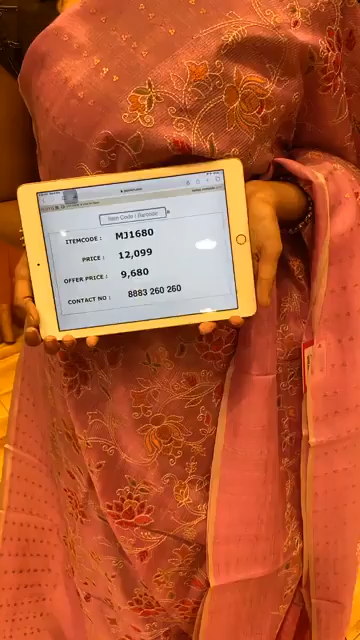 Item Code / Barcode
ITEMCODE : MJ1680
PRICE : 12,099
OFFER PRICE : 9,680
CONTACT NO : 8883 260 260